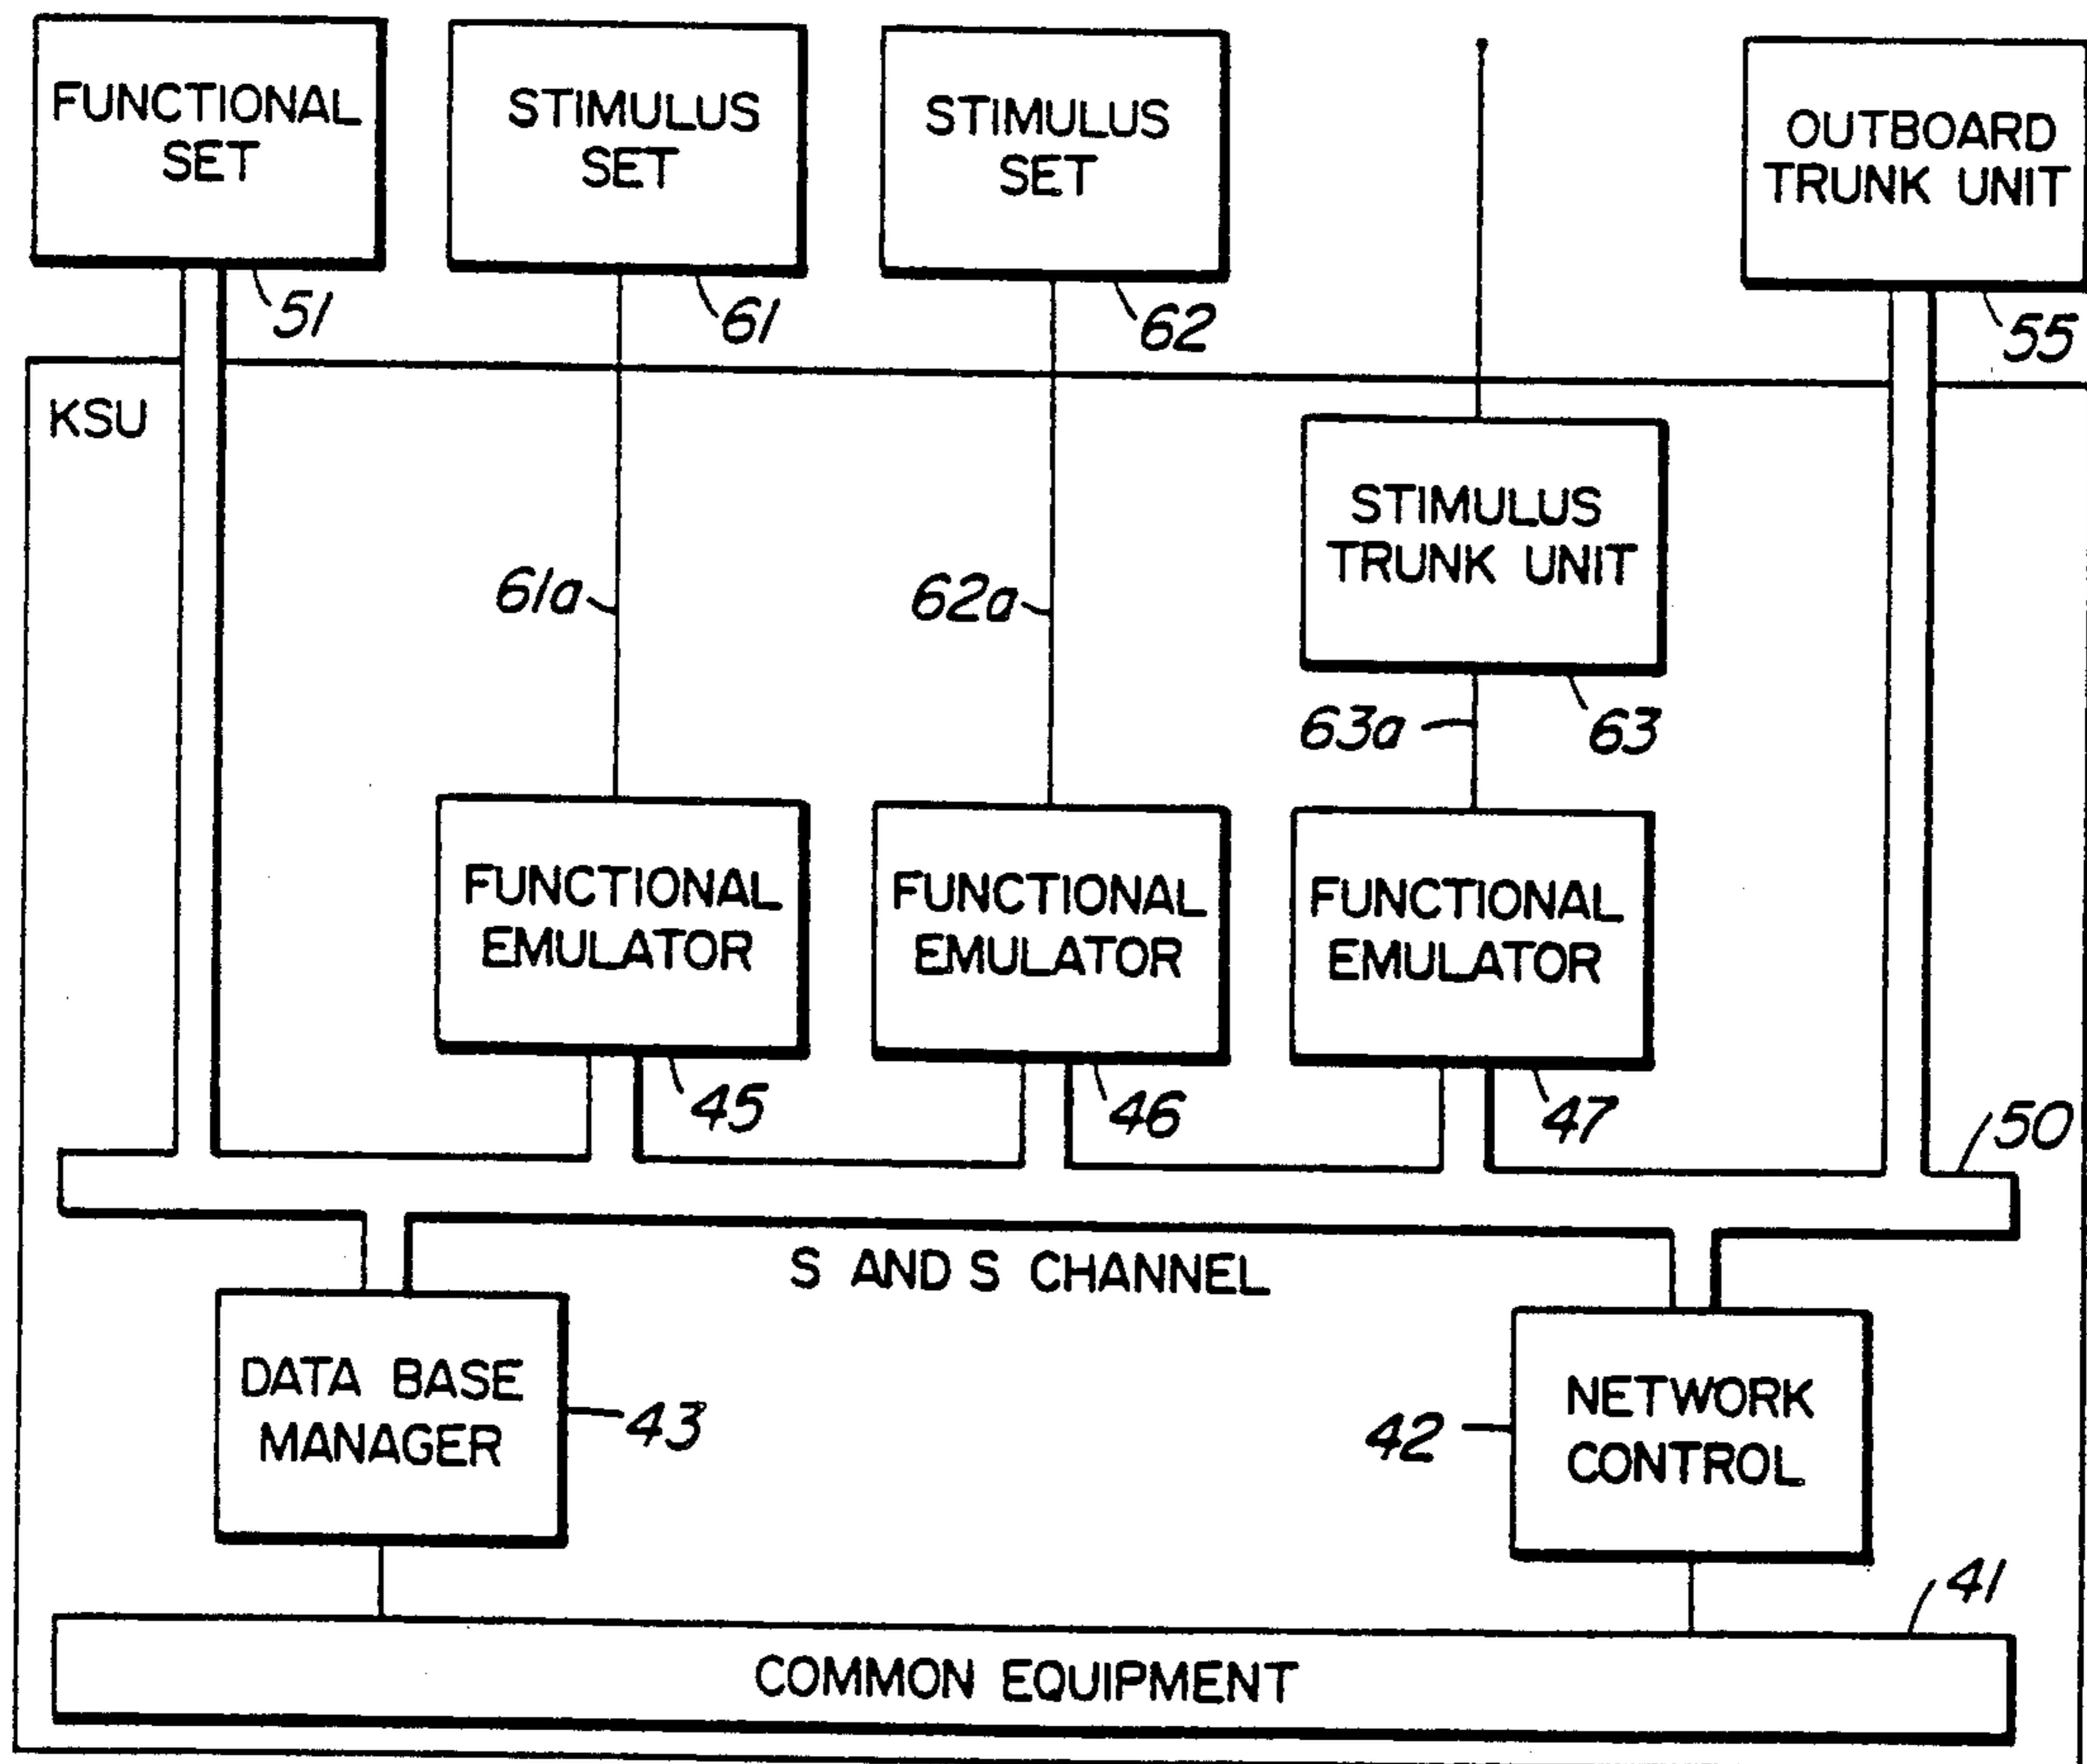 FUNCTIONAL
SET
STIMULUS
SET
STIMULUS
SET
OUTBOARD
TRUNK UNIT
51
61
62
55
KSU
STIMULUS
TRUNK UNIT
61a
62a
63a
63
FUNCTIONAL
EMULATOR
FUNCTIONAL
EMULATOR
FUNCTIONAL
EMULATOR
45
46
47
50
S AND S CHANNEL
DATA BASE
MANAGER
43
42
NETWORK
CONTROL
41
COMMON EQUIPMENT